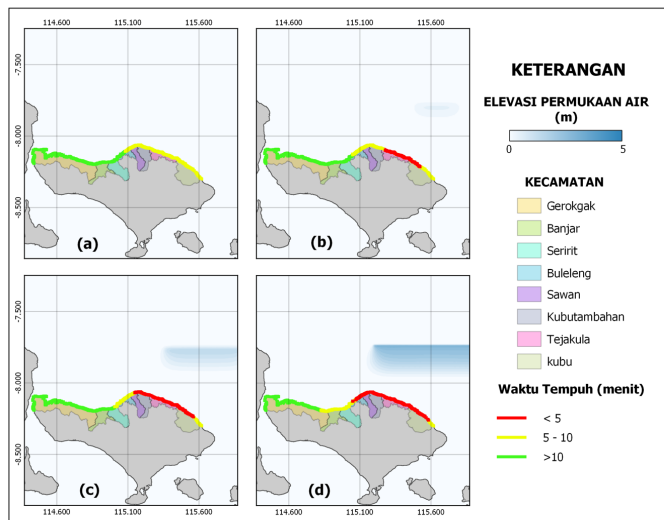 114.600 115.100 115.600 114.600 115.100 115.600
-7.500
-8.000
-8.500
(a)
(b)
-7.500
-8.000
-8.500
(c)
(d)
114.600 115.100 115.600 114.600 115.100 115.600
KETERANGAN
ELEVASI PERMUKAAN AIR
(m)
0 5
KECAMATAN
Gerokgak
Banjar
Seririt
Buleleng
Sawan
Kubutambahan
Tejakula
kubu
Waktu Tempuh (menit)
< 5
5 - 10
>10